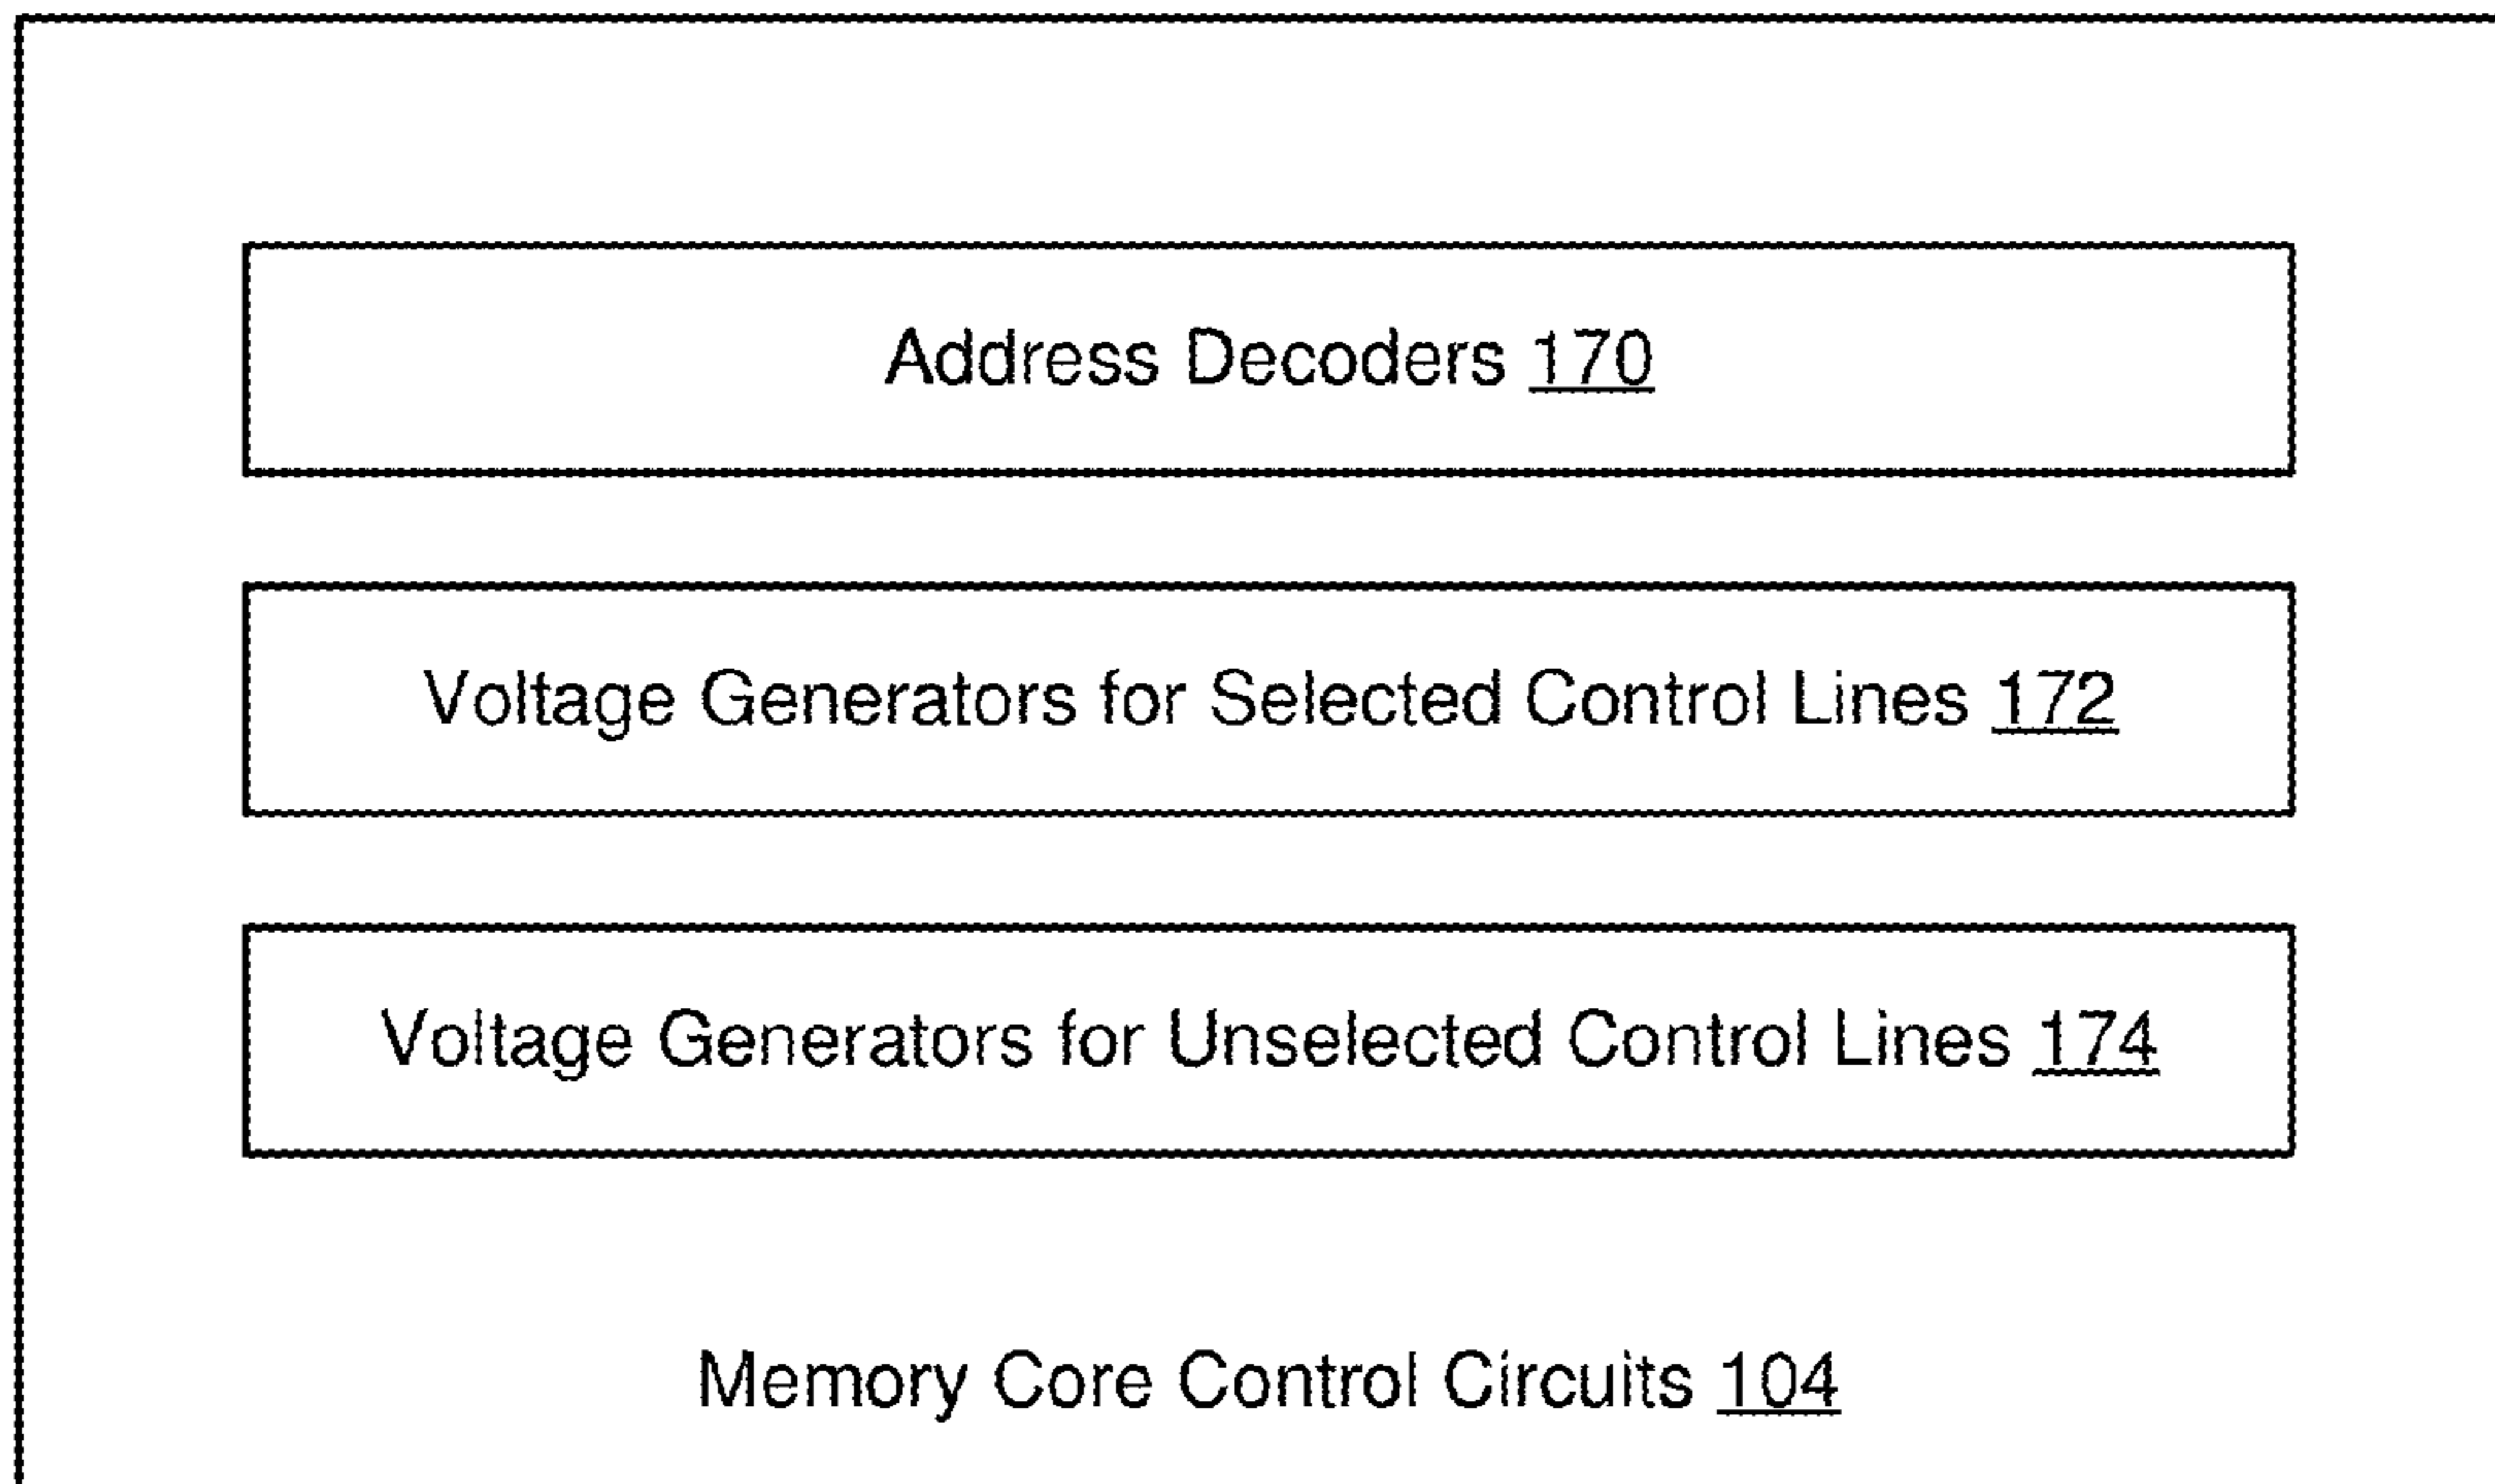 Address Decoders 170
Voltage Generators for Selected Control Lines 172
Voltage Generators for Unselected Control Lines 174
Memory Core Control Circuits 104